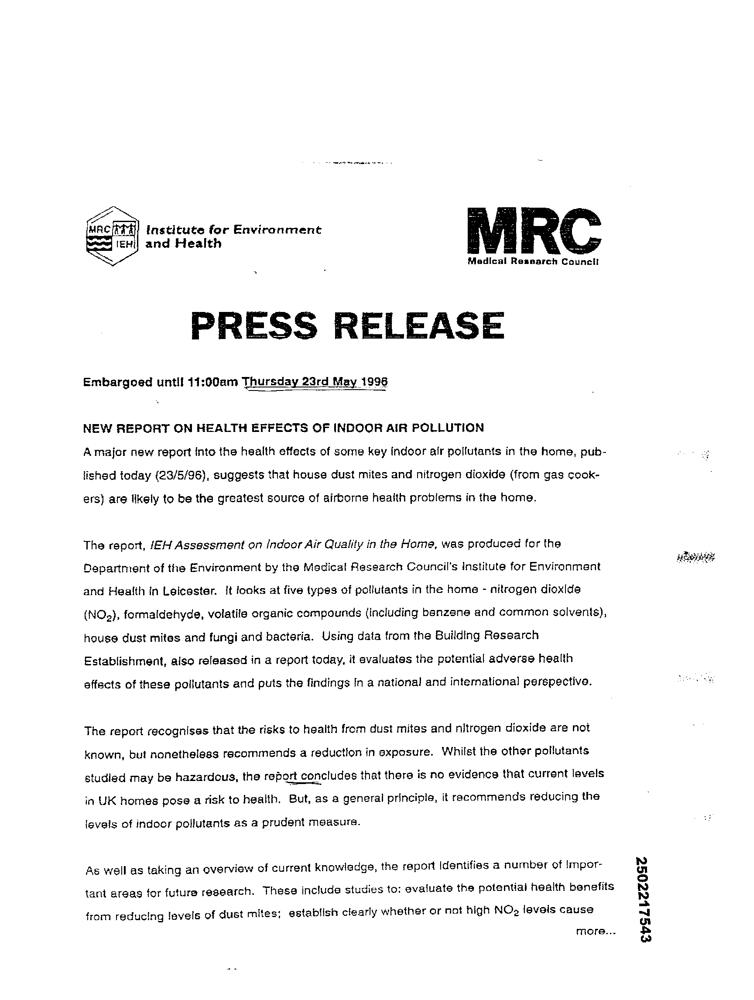 MRC
IEH
Institute for Environment
and Health
MRC
Medical Research Council
PRESS RELEASE
Embargoed until 11:00am Thursday 23rd May 1996
NEW REPORT ON HEALTH EFFECTS OF INDOOR AIR POLLUTION
A major new report into the health effects of some key indoor air pollutants in the home, pub-
lished today (23/5/96), suggests that house dust mites and nitrogen dioxide (from gas cook-
ers) are likely to be the greatest source of airborne health problems in the home.
The report, IEH Assessment on Indoor Air Quality in the Home, was produced for the
Department of the Environment by the Medical Research Council's Institute for Environment
and Health in Leicester. It looks at five types of pollutants in the home - nitrogen dioxide
(NO2), formaldehyde, volatile organic compounds (including benzene and common solvents),
house dust mites and fungi and bacteria. Using data from the Building Research
Establishment, also released in a report today, it evaluates the potential adverse health
effects of these pollutants and puts the findings in a national and international perspective.
The report recognises that the risks to health from dust mites and nitrogen dioxide are not
known, but nonetheless recommends a reduction in exposure. Whilst the other pollutants
studied may be hazardous, the report concludes that there is no evidence that current levels
in UK homes pose a risk to health. But, as a general principle, it recommends reducing the
levels of indoor pollutants as a prudent measure.
As well as taking an overview of current knowledge, the report identifies a number of impor-
tant areas for future research. These include studies to: evaluate the potential health benefits
from reducing levels of dust mites; establish clearly whether or not high NO2 levels cause
more...
2502217543